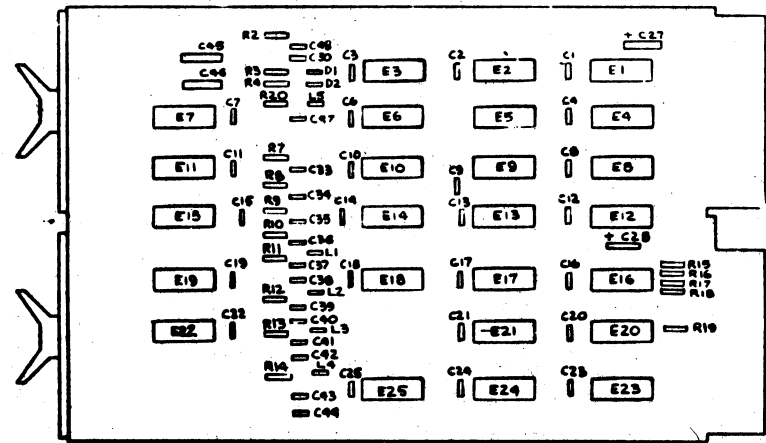 R2 C48 + C27
C45 C30 C3 C2 C1
R3 D1 E3 E2 E1
C46 R4 D2
C7 R20 L5 C6 C4
E7 C47 E6 E5 E4
R7
C11 C33 C10 C8
E11 R8 E10 C9 E9 E8
C34
C15 R9 C14 C13 C12
E15 C35 E14 E13 E12
R10 C36 + C28
R11 L1
C19 C37 C18 C17 C16 R15
E19 C38 E18 E17 E16 R16
R17
R12 L2 R18
C22 C39 C21 C20
E22 R13 C40 L3 E21 E20 R19
C41
C42
R14 L4 C25 C24 C23
E25 E24 E23
C43
C44